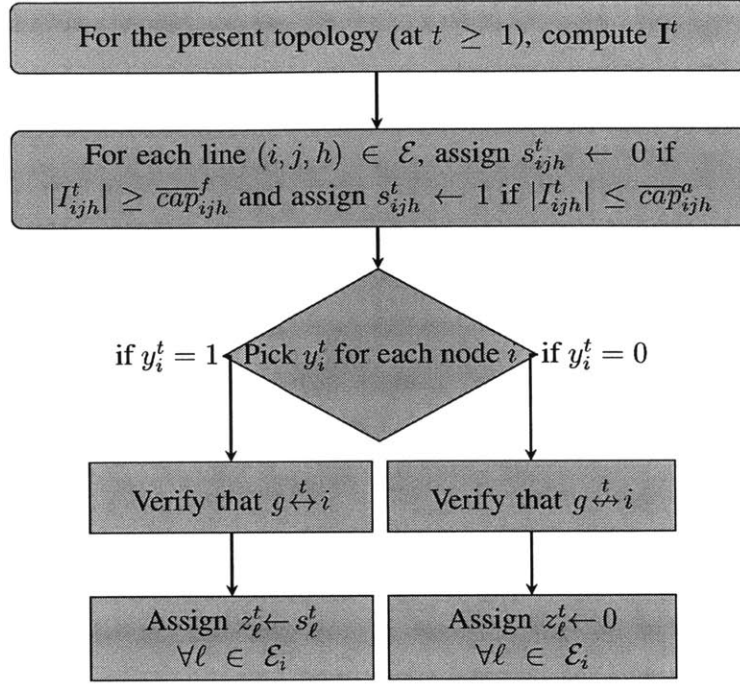 For the present topology (at t ≥ 1), compute 𝐈ᵗ
For each line (i, j, h) ∈ ℰ, assign s^t_{ijh} ← 0 if
|I^t_{ijh}| ≥ \overline{cap}^f_{ijh} and assign s^t_{ijh} ← 1 if |I^t_{ijh}| ≤ \overline{cap}^a_{ijh}
if y^t_i = 1
Pick y^t_i for each node i
if y^t_i = 0
Verify that g \overset{t}{↔} i
Verify that g \overset{t}{↮} i
Assign z^t_ℓ ← s^t_ℓ
∀ℓ ∈ ℰ_i
Assign z^t_ℓ ← 0
∀ℓ ∈ ℰ_i